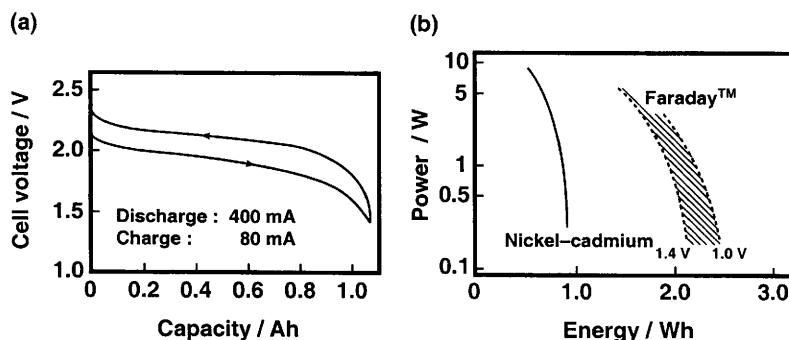 (a)
Cell voltage / V
2.5
2.0
1.5
1.0
Discharge : 400 mA
Charge : 80 mA
0 0.2 0.4 0.6 0.8 1.0
Capacity / Ah
(b)
Power / W
10
5
1
0.5
0.1
Faraday™
Nickel–cadmium
1.4 V 1.0 V
0 1.0 2.0 3.0
Energy / Wh